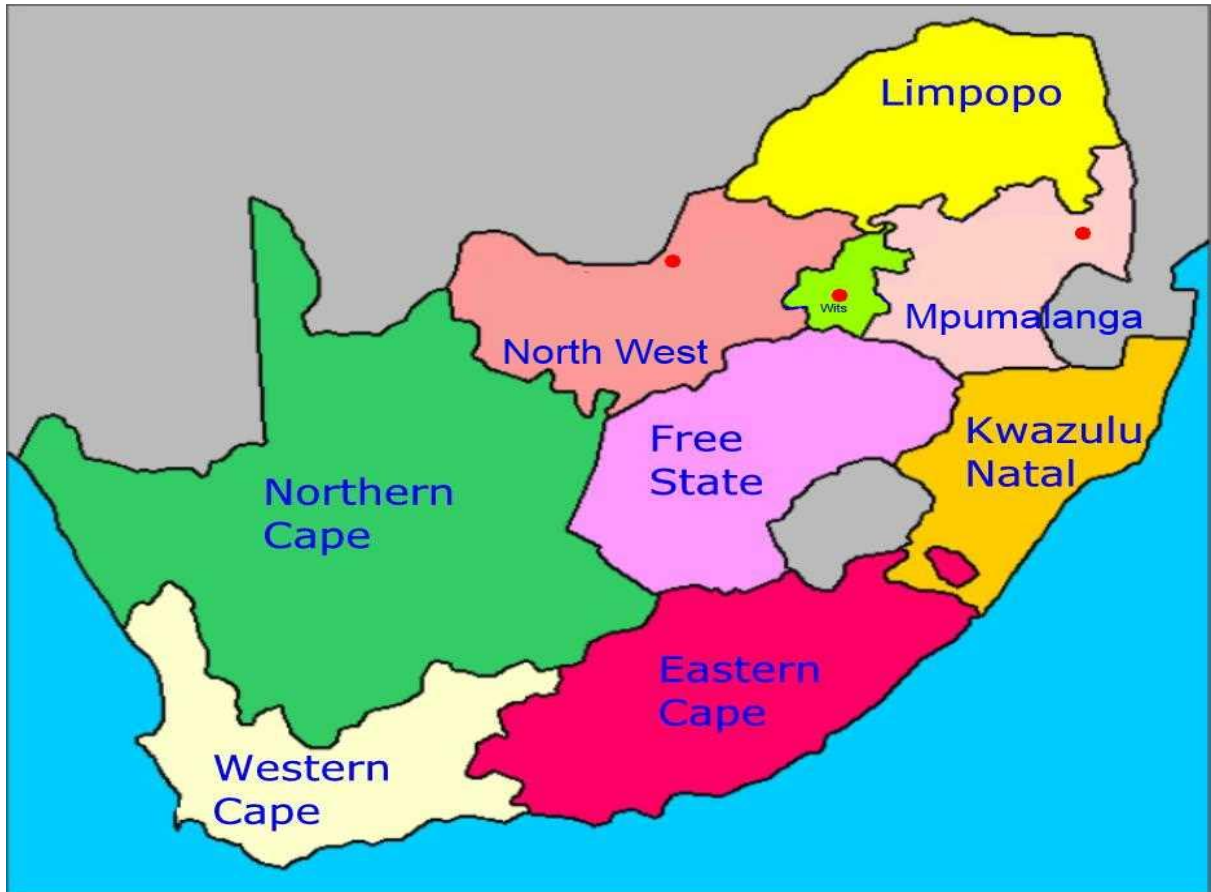 Limpopo
Wits
Mpumalanga
North West
Free
State
Kwazulu
Natal
Northern
Cape
Eastern
Cape
Western
Cape